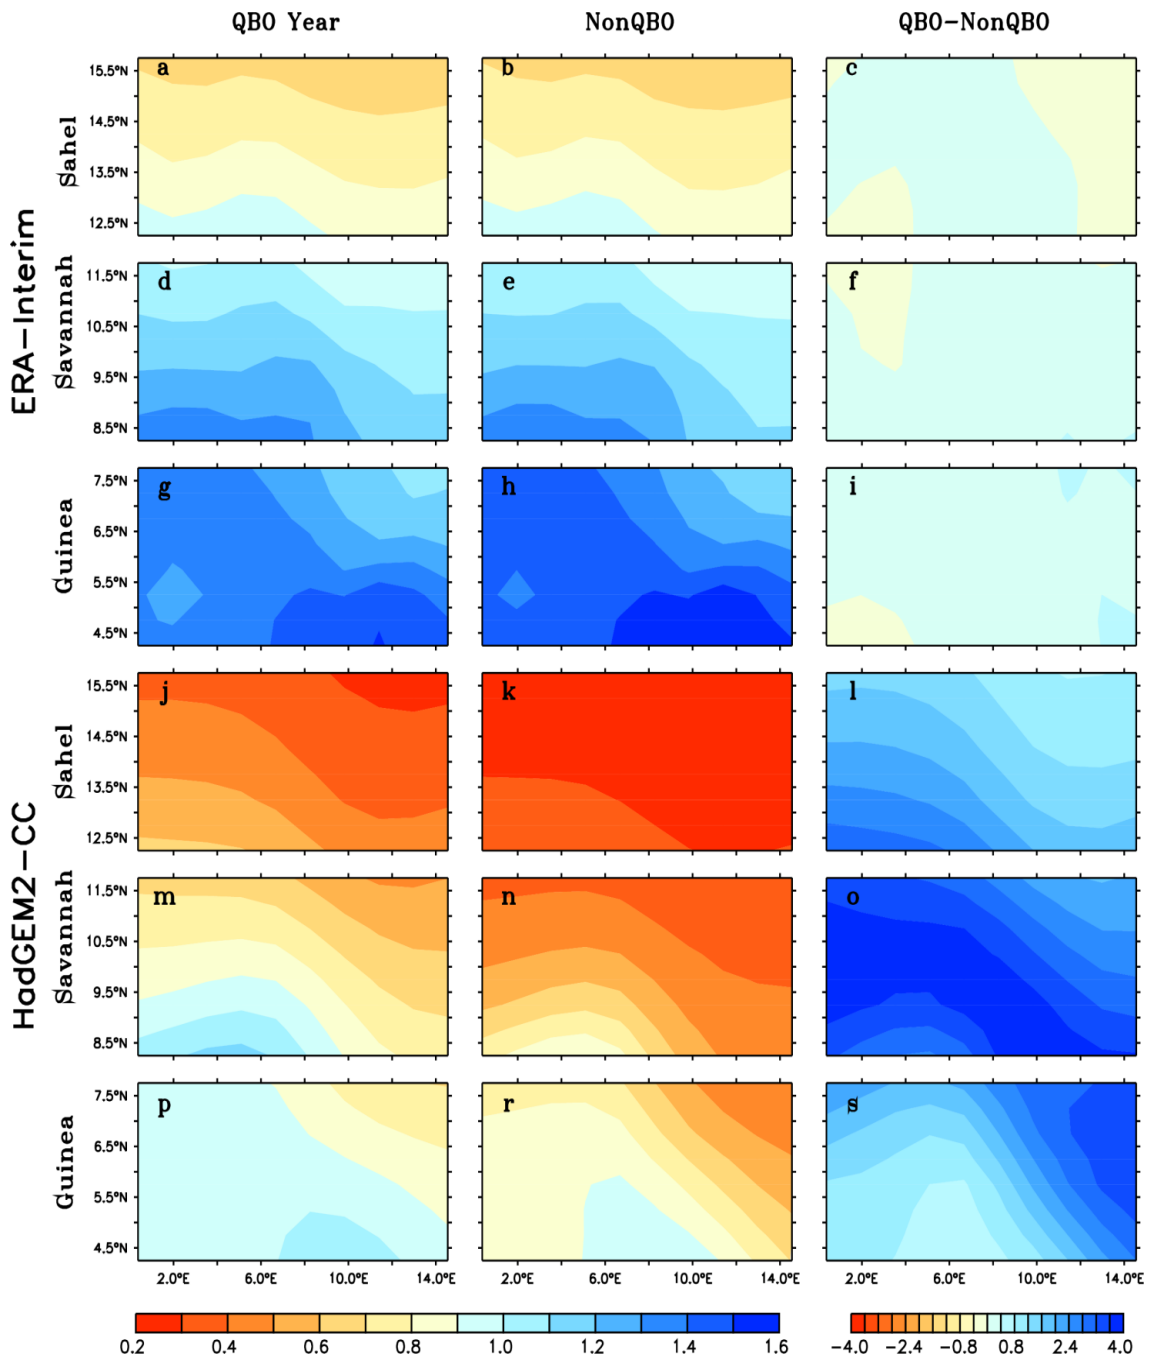 QBO Year NonQBO QBO−NonQBO
ERA−Interim
Sahel
a b c
15.5°N
14.5°N
13.5°N
12.5°N
Savannah
d e f
11.5°N
10.5°N
9.5°N
8.5°N
Guinea
g h i
7.5°N
6.5°N
5.5°N
4.5°N
HadGEM2−CC
Sahel
j k l
15.5°N
14.5°N
13.5°N
12.5°N
Savannah
m n o
11.5°N
10.5°N
9.5°N
8.5°N
Guinea
p r s
7.5°N
6.5°N
5.5°N
4.5°N
2.0°E 6.0°E 10.0°E 14.0°E 2.0°E 6.0°E 10.0°E 14.0°E 2.0°E 6.0°E 10.0°E 14.0°E
0.2 0.4 0.6 0.8 1.0 1.2 1.4 1.6 −4.0 −2.4 −0.8 0.8 2.4 4.0